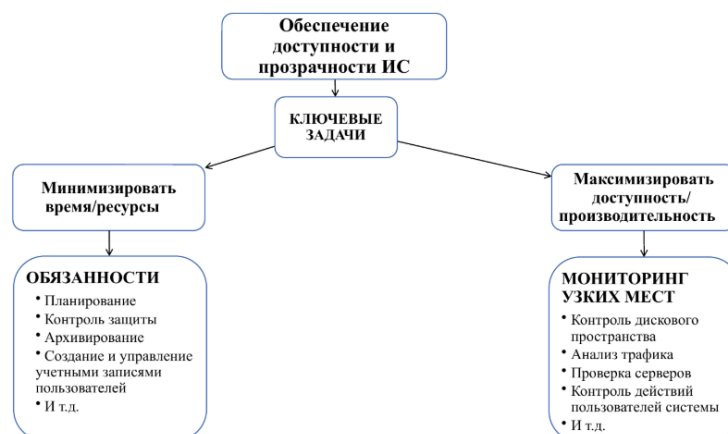 Обеспечение
доступности и
прозрачности ИС
КЛЮЧЕВЫЕ
ЗАДАЧИ
Минимизировать
время/ресурсы
Максимизировать
доступность/
производительность
ОБЯЗАННОСТИ
• Планирование
• Контроль защиты
• Архивирование
• Создание и управление
учетными записями
пользователей
• И т.д.
МОНИТОРИНГ
УЗКИХ МЕСТ
• Контроль дискового
пространства
• Анализ трафика
• Проверка серверов
• Контроль действий
пользователей системы
• И т.д.